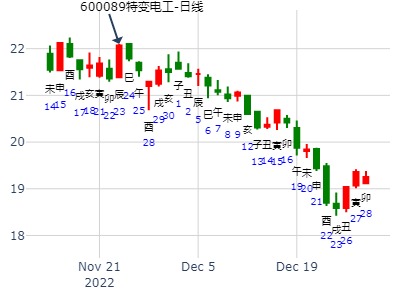 600089特变电工-日线
22
21
20
19
18
未 申 酉 戌 亥 寅 卯 辰 巳 午 酉 戌 亥 子 丑 辰 巳 午 未 申 亥 子 丑 寅 卯 午 未 申 酉 戌 丑 寅 卯
14 15 16 17 18 21 22 23 24 25 28 29 30 1 2 5 6 7 8 9 12 13 14 15 16 19 20 21 22 23 26 27 28
Nov 21
2022
Dec 5
Dec 19